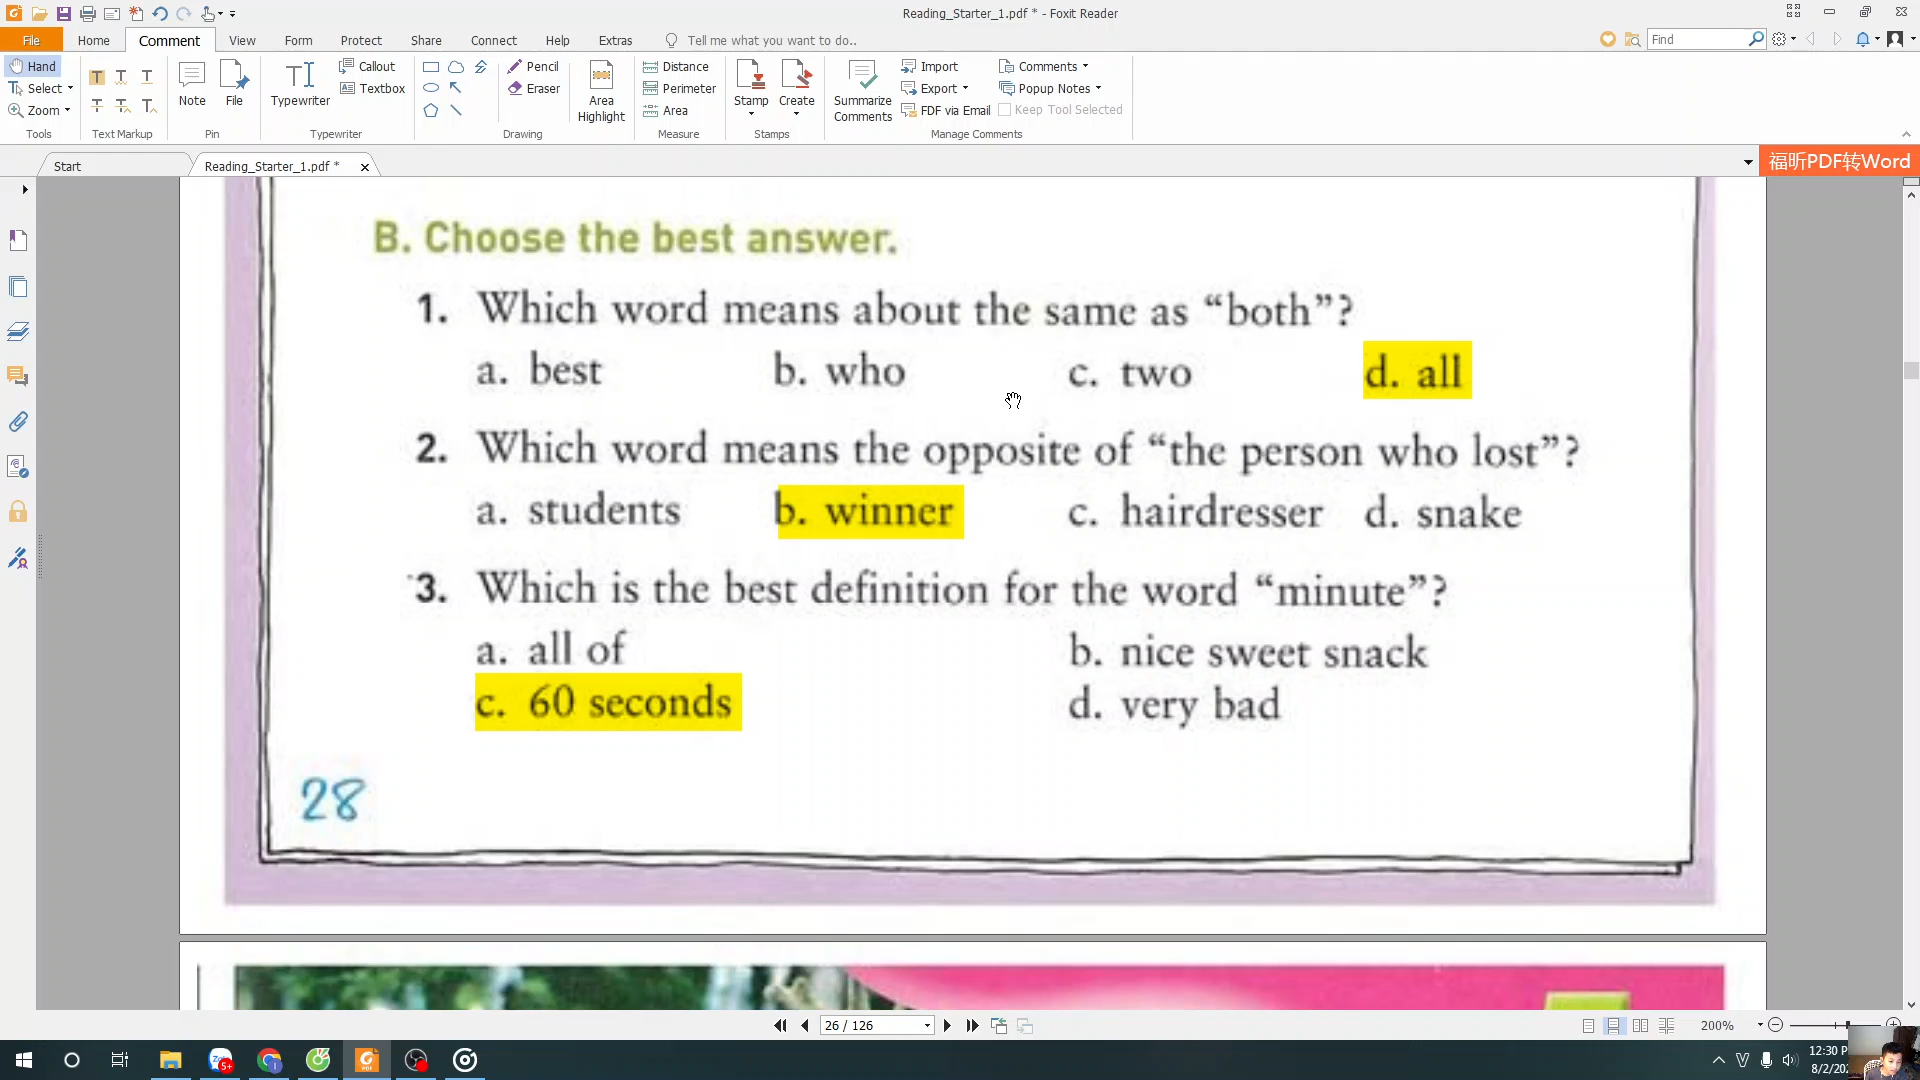 Reading_Starter_1.pdf * - Foxit Reader
File Home Comment View Form Protect Share Connect Help Extras Tell me what you want to do.. Find
Hand
Select
Zoom
Tools
Text Markup
Note
File
Pin
Typewriter
Callout
Textbox
Typewriter
Pencil
Eraser
Drawing
Area Highlight
Distance
Perimeter
Area
Measure
Stamp
Create
Stamps
Summarize Comments
Import
Export
FDF via Email
Comments
Popup Notes
Keep Tool Selected
Manage Comments
Start Reading_Starter_1.pdf * 福昕PDF转Word
B. Choose the best answer.
1. Which word means about the same as “both”?
a. best b. who c. two d. all
2. Which word means the opposite of “the person who lost”?
a. students b. winner c. hairdresser d. snake
3. Which is the best definition for the word “minute”?
a. all of b. nice sweet snack
c. 60 seconds d. very bad
28
26 / 126 200%
12:30